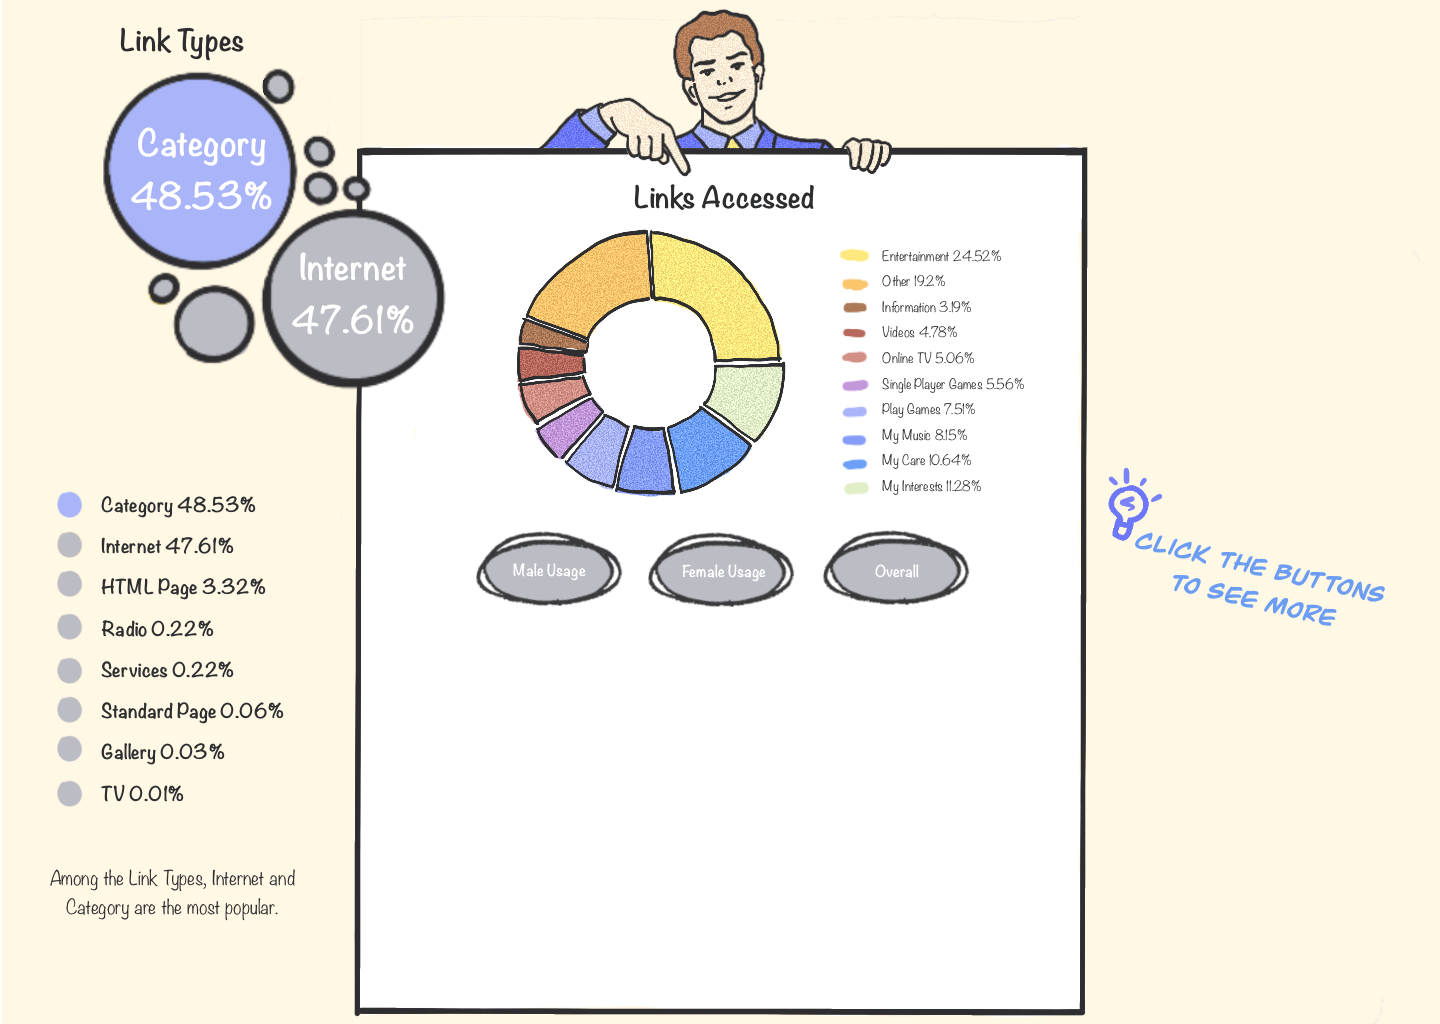 Link Types
Category
48.53%
Internet
47.61%
Category 48.53%
Internet 47.61%
HTML Page 3.32%
Radio 0.22%
Services 0.22%
Standard Page 0.06%
Gallery 0.03%
TV 0.01%
Among the Link Types, Internet and
Category are the most popular.
Links Accessed
Entertainment 24.52%
Other 19.2%
Information 3.19%
Videos 4.78%
Online TV 5.06%
Single Player Games 5.56%
Play Games 7.51%
My Music 8.15%
My Care 10.64%
My Interests 11.28%
Male Usage
Female Usage
Overall
CLICK THE BUTTONS
TO SEE MORE